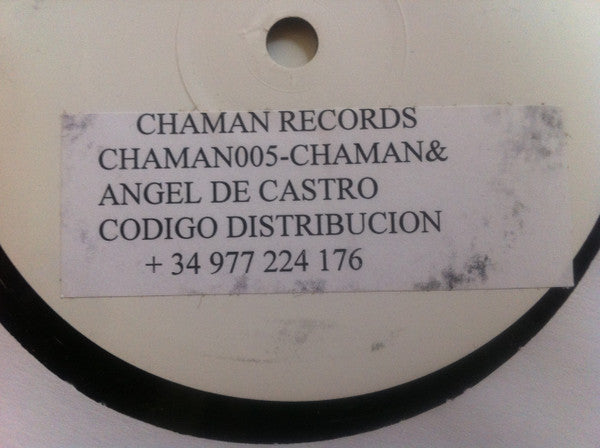 CHAMAN RECORDS
CHAMAN005-CHAMAN&
ANGEL DE CASTRO
CODIGO DISTRIBUCION
+ 34 977 224 176